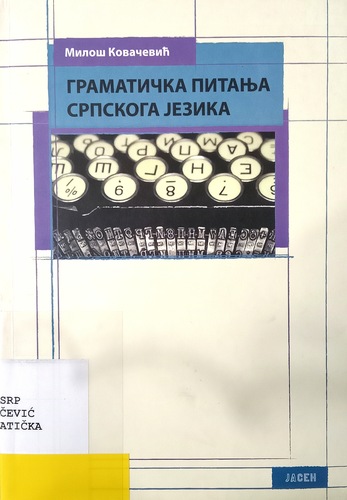 Милош Ковачевић
ГРАМАТИЧКА ПИТАЊА
СРПСКОГА ЈЕЗИКА
SRP
ČEVIĆ
ATIČKA
ЈАСЕН